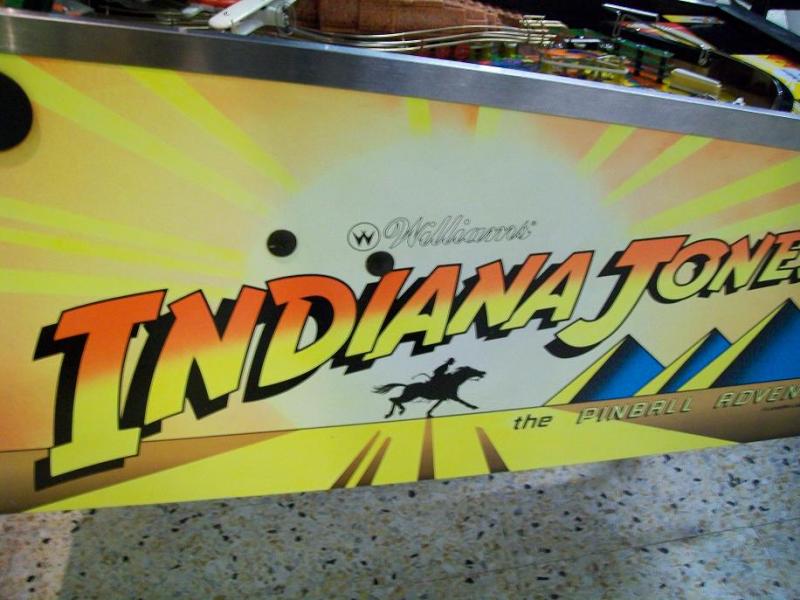 W Williams
INDIANA JONES
the PINBALL ADVEN